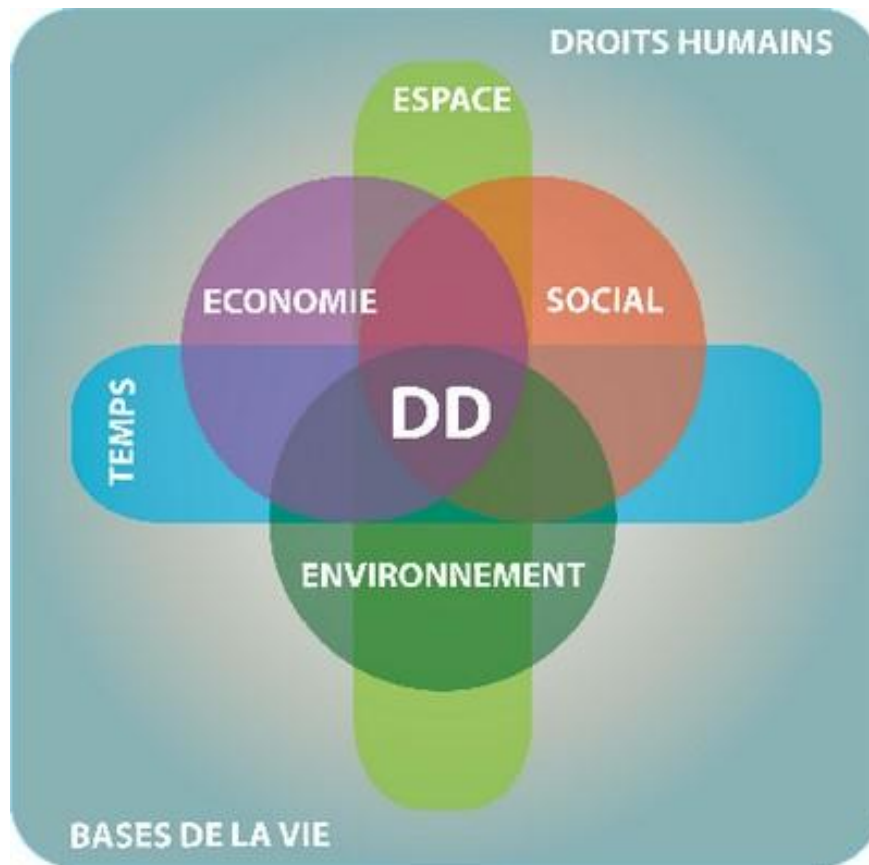 DROITS HUMAINS
ESPACE
ECONOMIE
SOCIAL
TEMPS
DD
ENVIRONNEMENT
BASES DE LA VIE